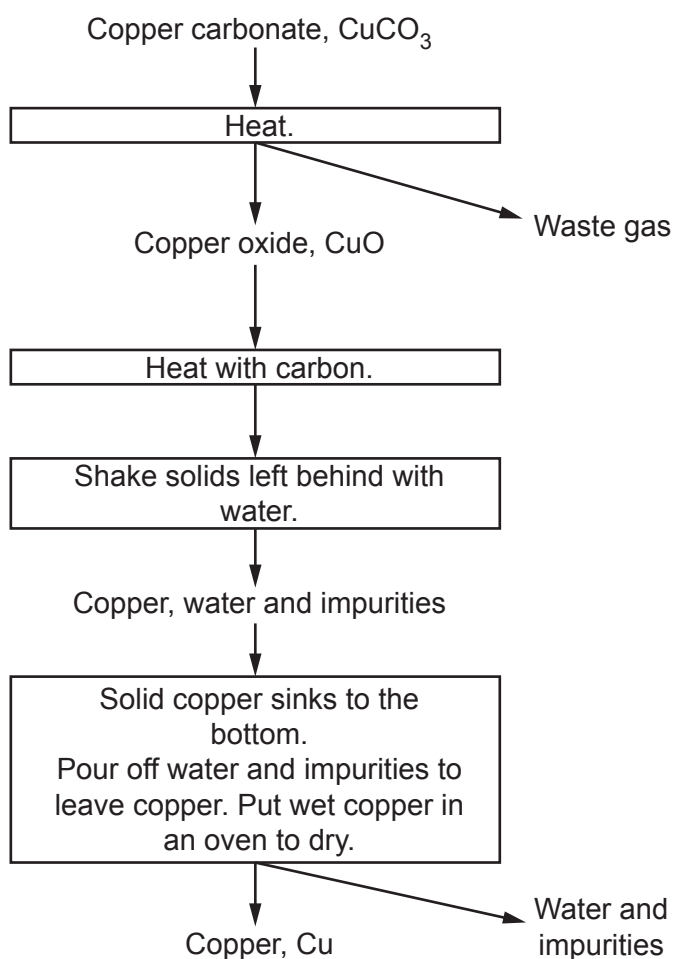 Copper carbonate, CuCO₃
Heat.
Waste gas
Copper oxide, CuO
Heat with carbon.
Shake solids left behind with
water.
Copper, water and impurities
Solid copper sinks to the
bottom.
Pour off water and impurities to
leave copper. Put wet copper in
an oven to dry.
Water and
impurities
Copper, Cu